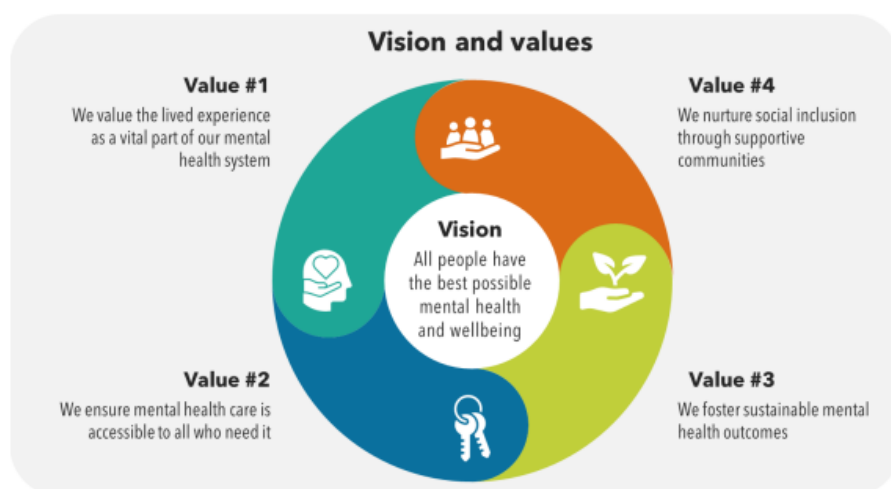 Vision and values
Value #1
We value the lived experience
as a vital part of our mental
health system
Value #4
We nurture social inclusion
through supportive
communities
Vision
All people have
the best possible
mental health
and wellbeing
Value #2
We ensure mental health care is
accessible to all who need it
Value #3
We foster sustainable mental
health outcomes